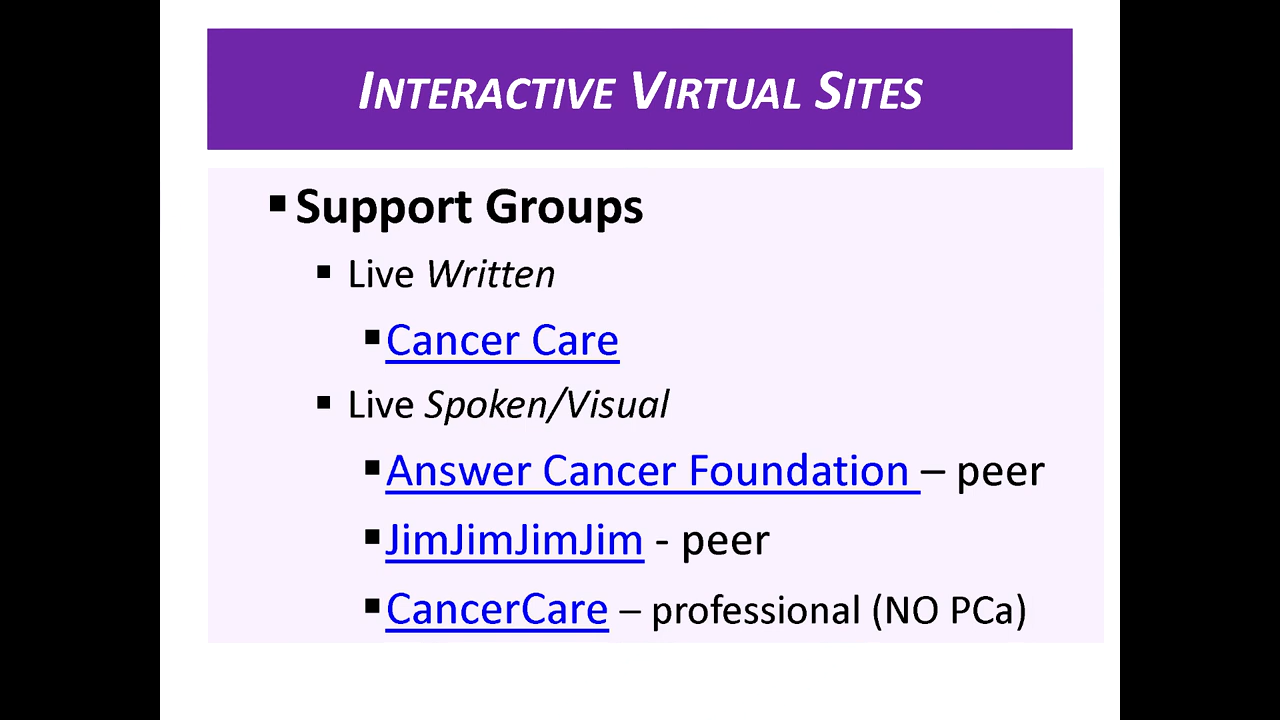 INTERACTIVE VIRTUAL SITES
▪Support Groups
▪ Live Written
▪Cancer Care
▪ Live Spoken/Visual
▪Answer Cancer Foundation – peer
▪JimJimJimJim - peer
▪CancerCare – professional (NO PCa)